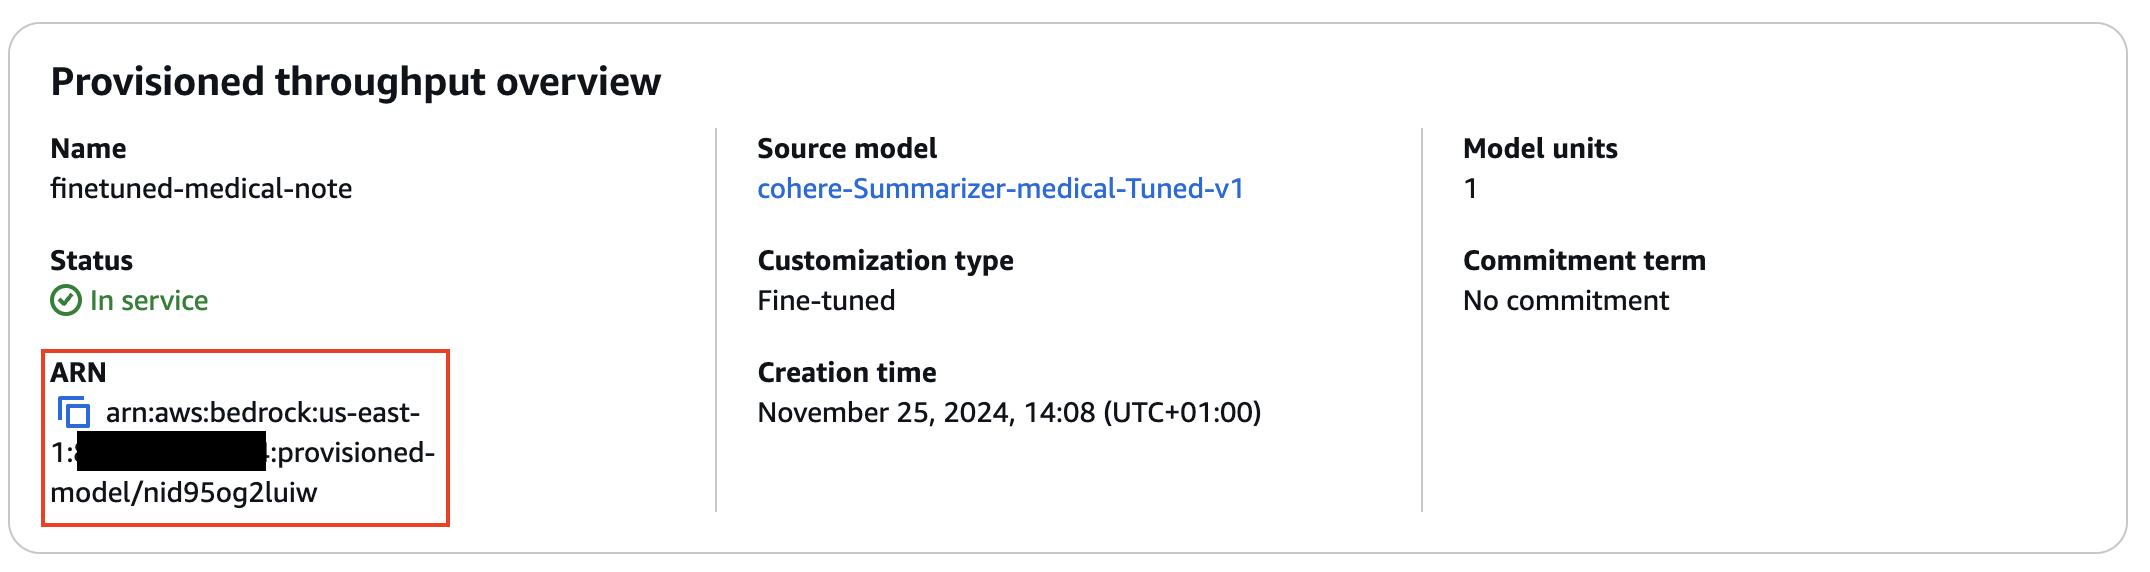 Provisioned throughput overview
Name
finetuned-medical-note
Status
In service
ARN
arn:aws:bedrock:us-east-
1: :provisioned-
model/nid95og2luiw
Source model
cohere-Summarizer-medical-Tuned-v1
Customization type
Fine-tuned
Creation time
November 25, 2024, 14:08 (UTC+01:00)
Model units
1
Commitment term
No commitment